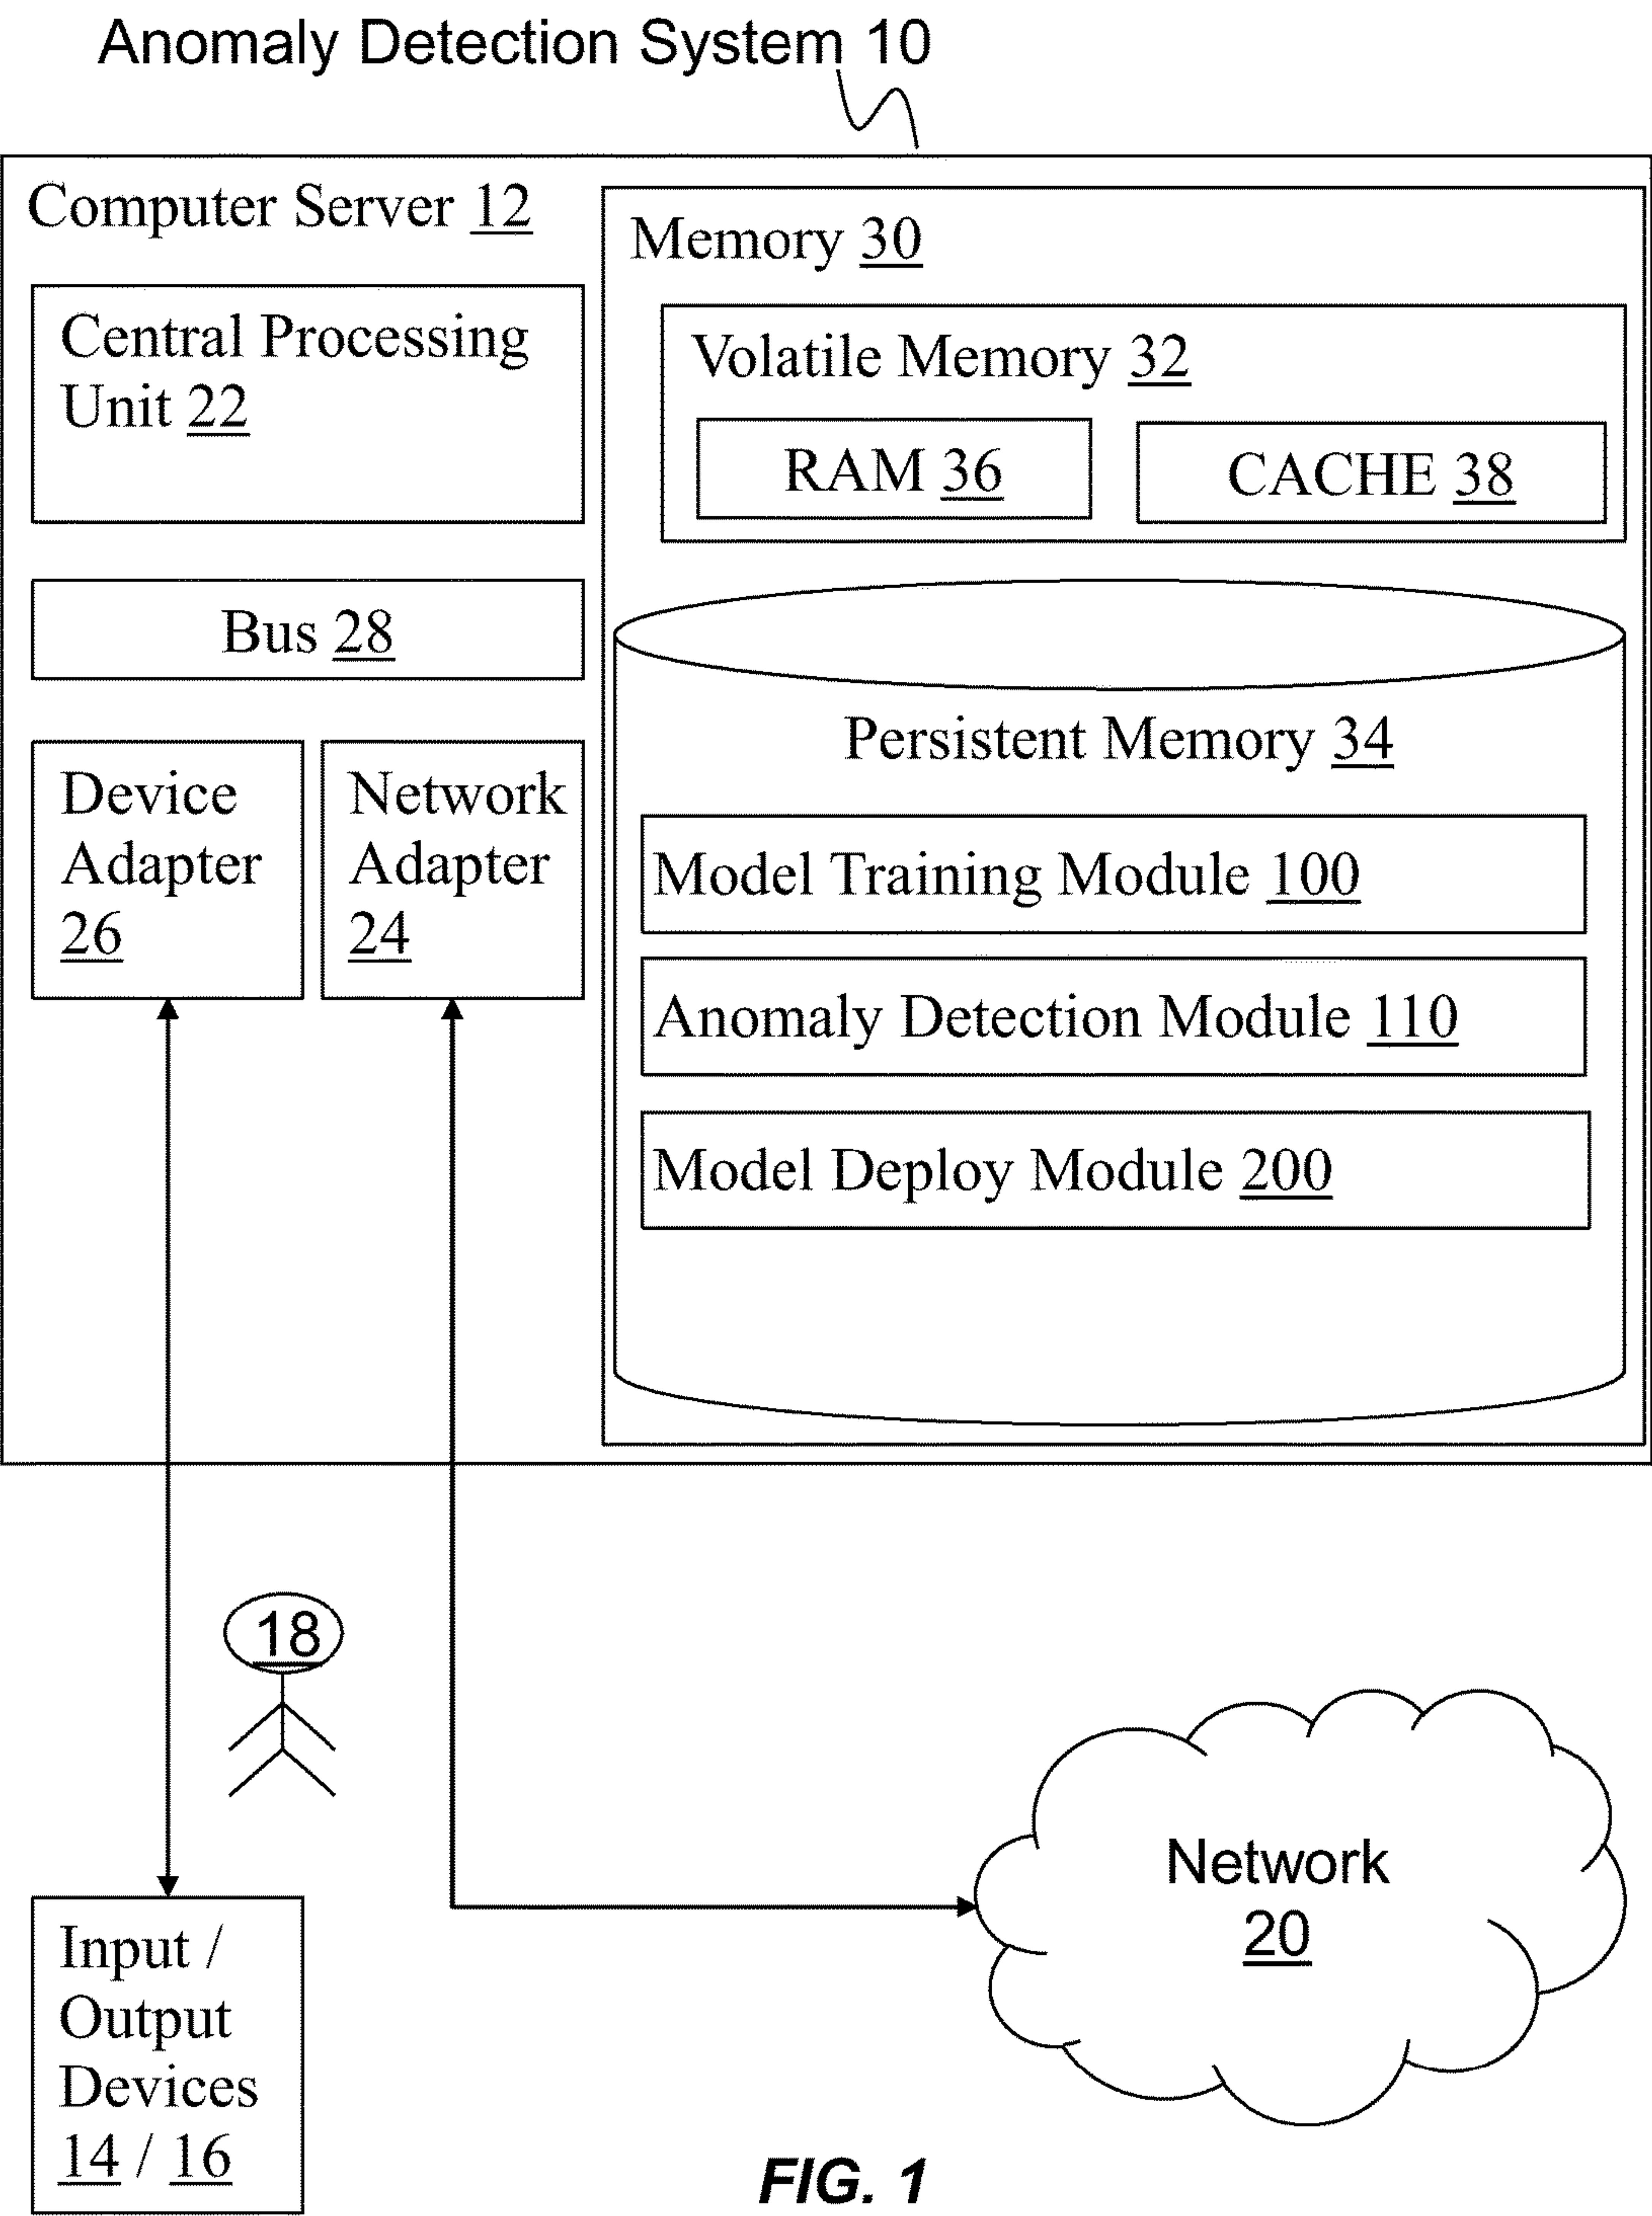 Anomaly Detection System 10
Computer Server 12
Central Processing
Unit 22
Bus 28
Device
Adapter
26
Network
Adapter
24
Memory 30
Volatile Memory 32
RAM 36
CACHE 38
Persistent Memory 34
Model Training Module 100
Anomaly Detection Module 110
Model Deploy Module 200
18
Input /
Output
Devices
14 / 16
Network
20
FIG. 1